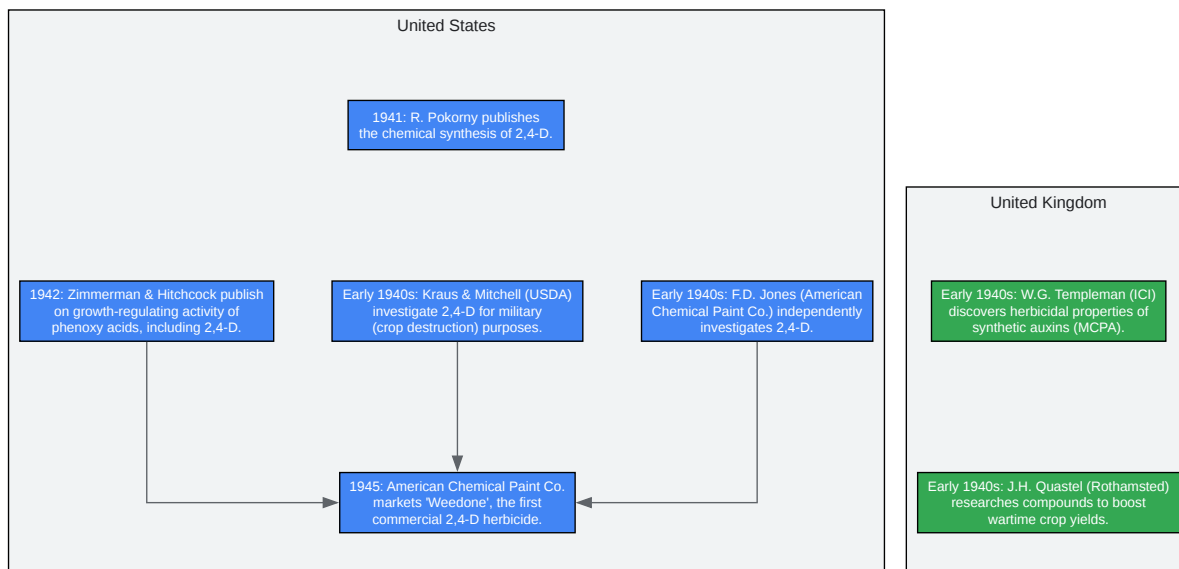 United States
1941: R. Pokorny publishes
the chemical synthesis of 2,4-D.
United Kingdom
1942: Zimmerman & Hitchcock publish
on growth-regulating activity of
phenoxy acids, including 2,4-D.
Early 1940s: Kraus & Mitchell (USDA)
investigate 2,4-D for military
(crop destruction) purposes.
Early 1940s: F.D. Jones (American
Chemical Paint Co.) independently
investigates 2,4-D.
Early 1940s: W.G. Templeman (ICI)
discovers herbicidal properties of
synthetic auxins (MCPA).
1945: American Chemical Paint Co.
markets 'Weedone', the first
commercial 2,4-D herbicide.
Early 1940s: J.H. Quastel (Rothamsted)
researches compounds to boost
wartime crop yields.